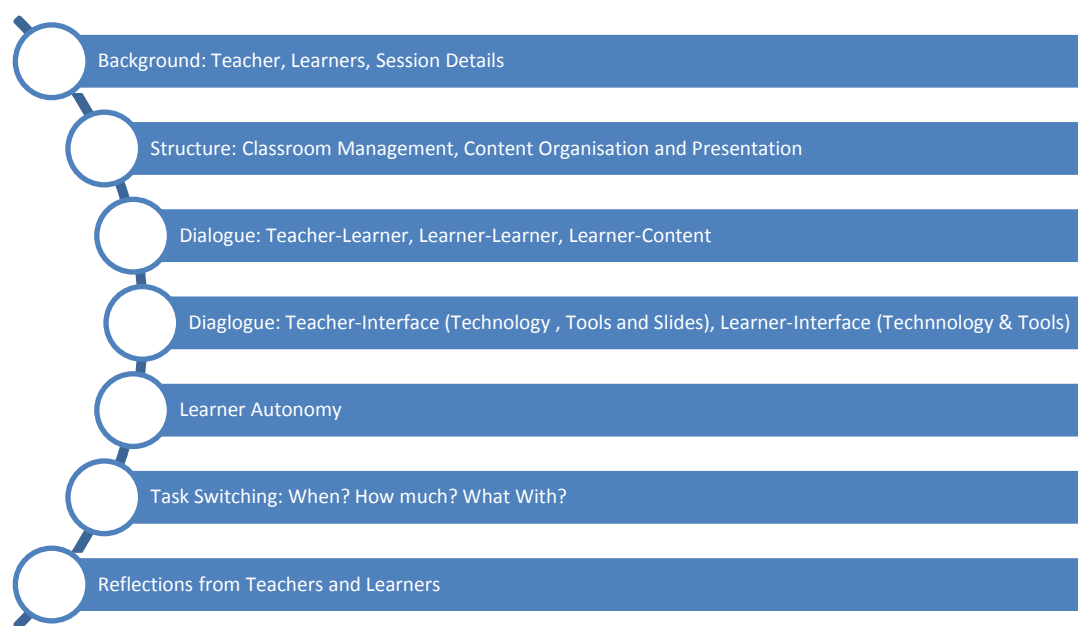 Background: Teacher, Learners, Session Details
Structure: Classroom Management, Content Organisation and Presentation
Dialogue: Teacher-Learner, Learner-Learner, Learner-Content
Diaglogue: Teacher-Interface (Technology , Tools and Slides), Learner-Interface (Technnology & Tools)
Learner Autonomy
Task Switching: When? How much? What With?
Reflections from Teachers and Learners